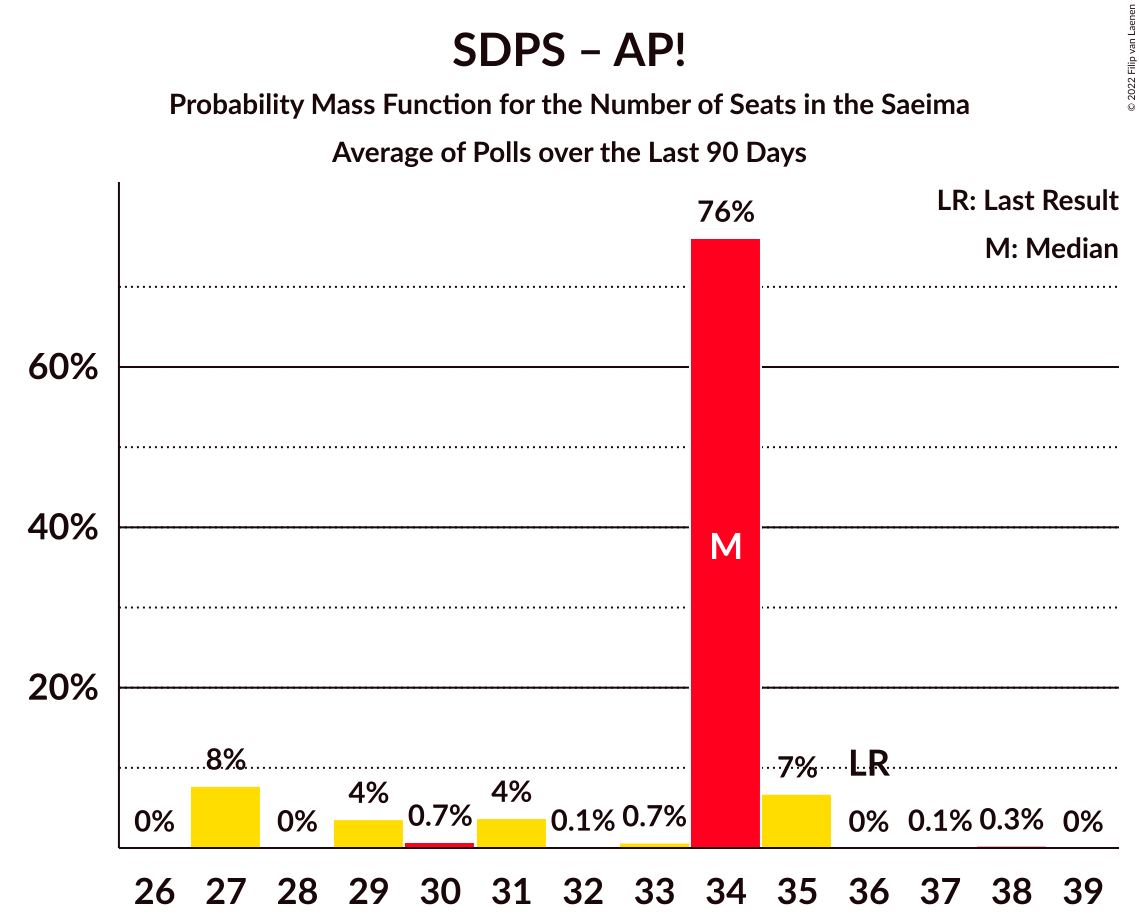 SDPS – AP!
Probability Mass Function for the Number of Seats in the Saeima
Average of Polls over the Last 90 Days
© 2022 Filip van Laenen
LR: Last Result
M: Median
60%
40%
20%
0% 8% 0% 4% 0.7% 4% 0.1% 0.7% 76% 7% 0% 0.1% 0.3% 0%
M
LR
26 27 28 29 30 31 32 33 34 35 36 37 38 39